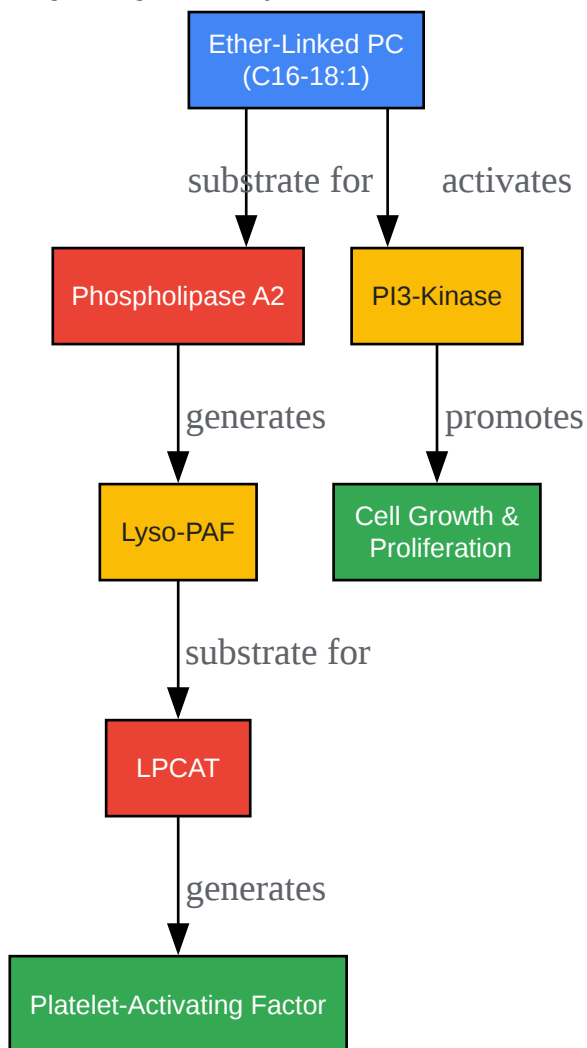 Ether-Linked PC
(C16-18:1)
substrate for
activates
Phospholipase A2
PI3-Kinase
generates
promotes
Lyso-PAF
Cell Growth &
Proliferation
substrate for
LPCAT
generates
Platelet-Activating Factor